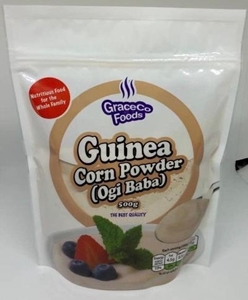 Nutritious Food
for the
Whole Family
GraceCo
Foods
Guinea
Corn Powder
(Ogi Baba)
500g
THE BEST QUALITY